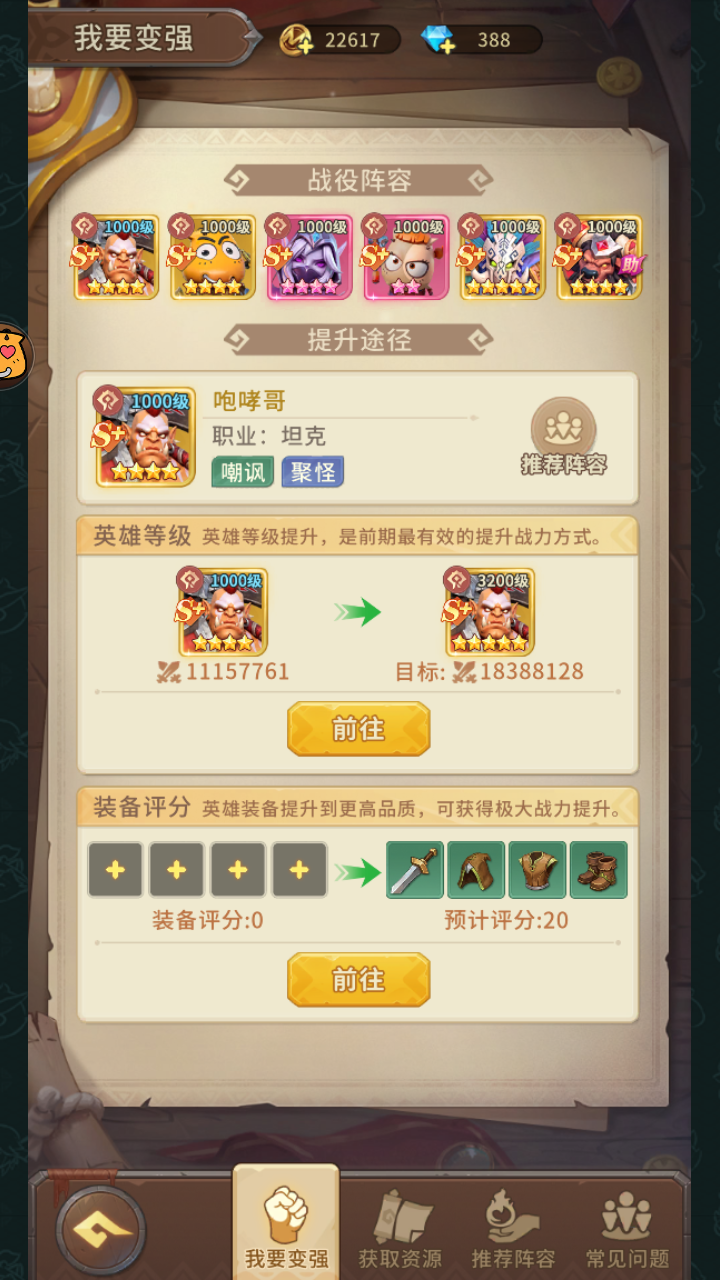 我要变强
22617
388
战役阵容
1000级 1000级 1000级 1000级 1000级 1000级
S+ S+ S+ S+ S+ S+
助
提升途径
1000级
S+
咆哮哥
职业：坦克
嘲讽 聚怪
推荐阵容
英雄等级 英雄等级提升，是前期最有效的提升战力方式。
1000级 3200级
S+ S+
11157761 目标: 18388128
前往
装备评分 英雄装备提升到更高品质，可获得极大战力提升。
装备评分:0 预计评分:20
前往
我要变强 获取资源 推荐阵容 常见问题